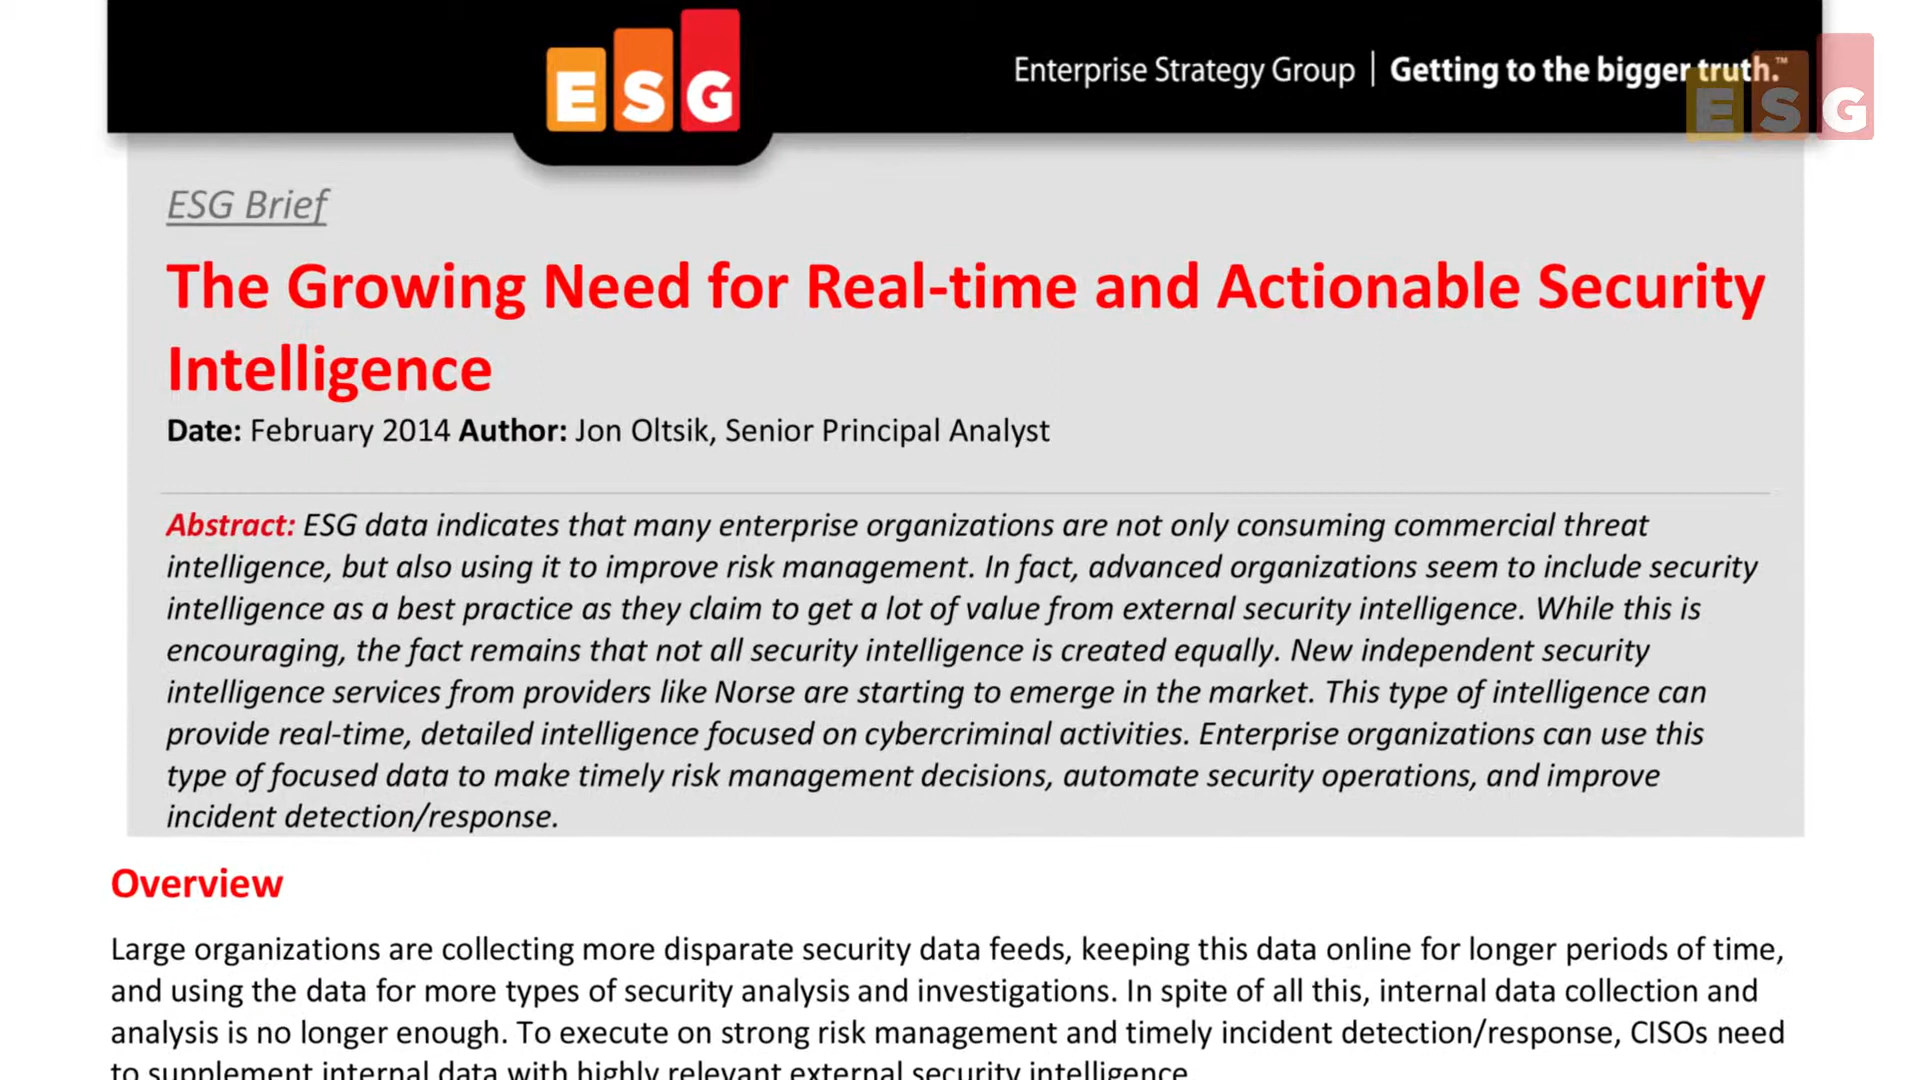 ESG
Enterprise Strategy Group | Getting to the bigger truth.™
ESG
ESG Brief
The Growing Need for Real-time and Actionable Security
Intelligence
Date: February 2014 Author: Jon Oltsik, Senior Principal Analyst
Abstract: ESG data indicates that many enterprise organizations are not only consuming commercial threat
intelligence, but also using it to improve risk management. In fact, advanced organizations seem to include security
intelligence as a best practice as they claim to get a lot of value from external security intelligence. While this is
encouraging, the fact remains that not all security intelligence is created equally. New independent security
intelligence services from providers like Norse are starting to emerge in the market. This type of intelligence can
provide real-time, detailed intelligence focused on cybercriminal activities. Enterprise organizations can use this
type of focused data to make timely risk management decisions, automate security operations, and improve
incident detection/response.
Overview
Large organizations are collecting more disparate security data feeds, keeping this data online for longer periods of time,
and using the data for more types of security analysis and investigations. In spite of all this, internal data collection and
analysis is no longer enough. To execute on strong risk management and timely incident detection/response, CISOs need
to supplement internal data with highly relevant external security intelligence.